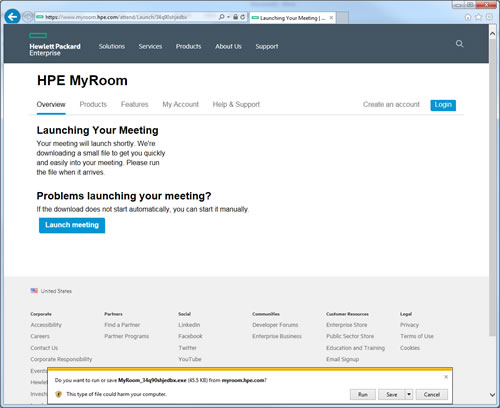 https://www.myroom.hpe.com/attend/Launch/34q90shjedbx
Launching Your Meeting | ...
Hewlett Packard
Enterprise
Solutions Services Products About Us Support
HPE MyRoom
Overview Products Features My Account Help & Support Create an account Login
Launching Your Meeting
Your meeting will launch shortly. We're
downloading a small file to get you quickly
and easily into your meeting. Please run
the file when it arrives.
Problems launching your meeting?
If the download does not start automatically, you can start it manually.
Launch meeting
United States
Corporate Partners Social Communities Customer Resources Legal
Accessibility Find a Partner LinkedIn Developer Forums Enterprise Store Privacy
Careers Partner Programs Facebook Enterprise Business Public Sector Store Terms of Use
Contact Us Twitter Education and Training Cookies
Corporate Responsibility YouTube Email Signup
Events
Hewle
Investo
Do you want to run or save MyRoom_34q90shjedbx.exe (45.5 KB) from myroom.hpe.com?
This type of file could harm your computer.
Run Save Cancel